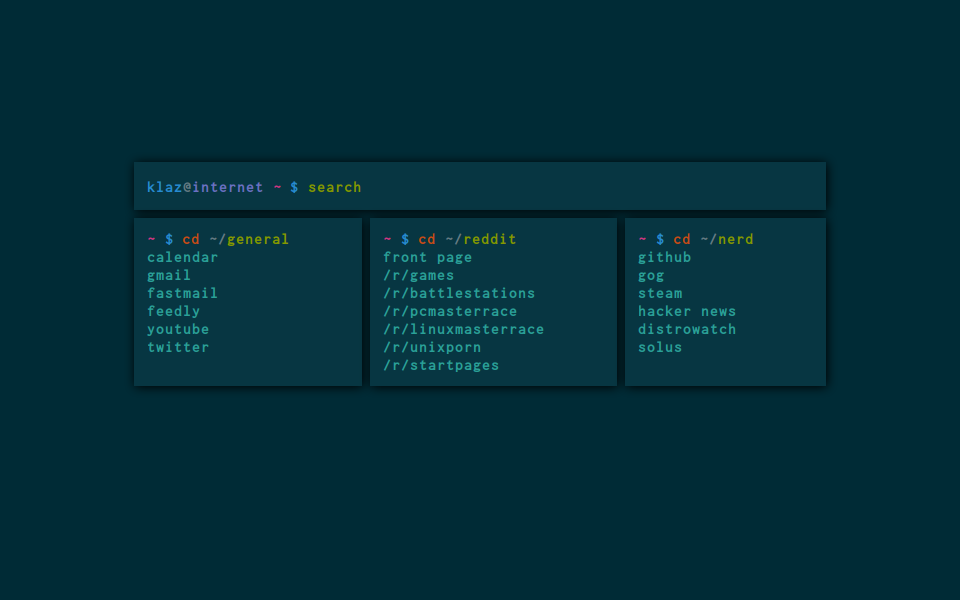 klaz@internet ~ $ search
~ $ cd ~/general
calendar
gmail
fastmail
feedly
youtube
twitter
~ $ cd ~/reddit
front page
/r/games
/r/battlestations
/r/pcmasterrace
/r/linuxmasterrace
/r/unixporn
/r/startpages
~ $ cd ~/nerd
github
gog
steam
hacker news
distrowatch
solus